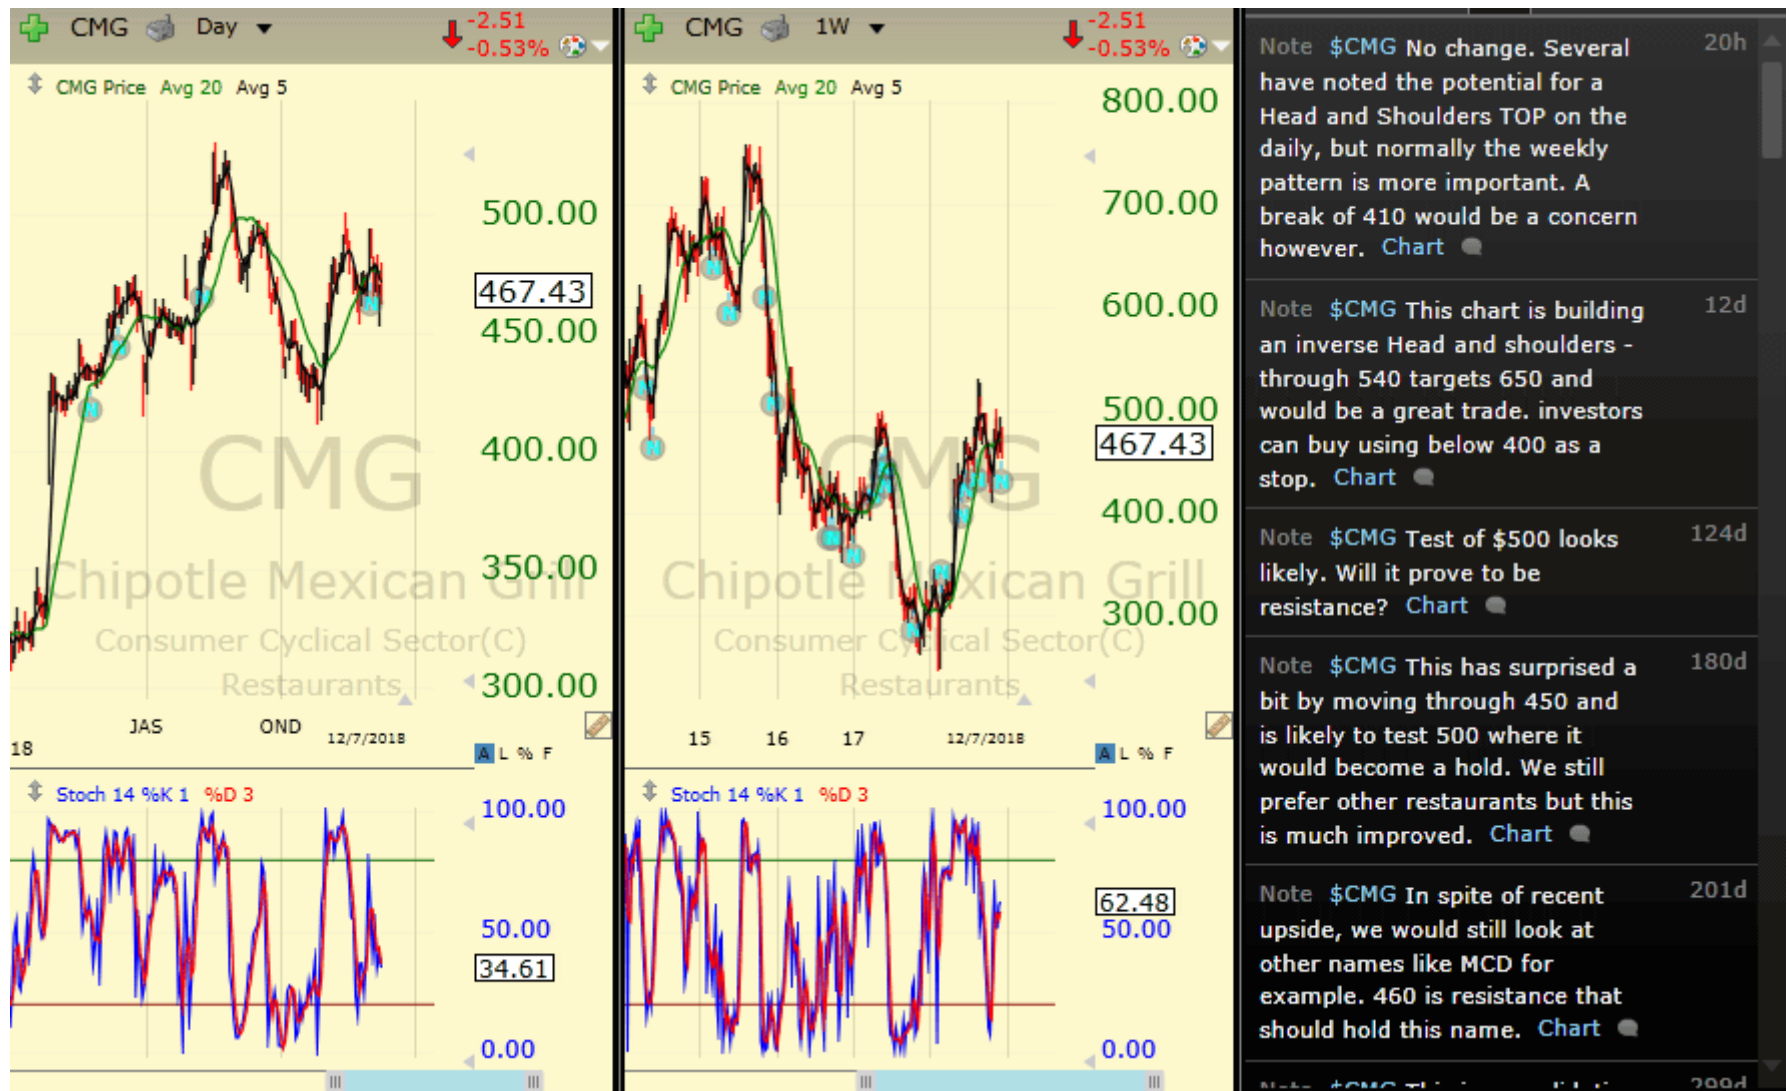 CMG Day -2.51
-0.53%
CMG Price Avg 20 Avg 5
500.00
467.43
450.00
400.00
350.00
300.00
CMG
Chipotle Mexican Grill
Consumer Cyclical Sector(C)
Restaurants
18 JAS OND 12/7/2018
A L % F
Stoch 14 %K 1 %D 3
100.00
50.00
34.61
0.00
CMG 1W -2.51
-0.53%
CMG Price Avg 20 Avg 5
800.00
700.00
600.00
500.00
467.43
400.00
300.00
CMG
Chipotle Mexican Grill
Consumer Cyclical Sector(C)
Restaurants
15 16 17 12/7/2018
A L % F
Stoch 14 %K 1 %D 3
100.00
62.48
50.00
0.00
Note $CMG No change. Several 20h
have noted the potential for a
Head and Shoulders TOP on the
daily, but normally the weekly
pattern is more important. A
break of 410 would be a concern
however. Chart
Note $CMG This chart is building 12d
an inverse Head and shoulders -
through 540 targets 650 and
would be a great trade. investors
can buy using below 400 as a
stop. Chart
Note $CMG Test of $500 looks 124d
likely. Will it prove to be
resistance? Chart
Note $CMG This has surprised a 180d
bit by moving through 450 and
is likely to test 500 where it
would become a hold. We still
prefer other restaurants but this
is much improved. Chart
Note $CMG In spite of recent 201d
upside, we would still look at
other names like MCD for
example. 460 is resistance that
should hold this name. Chart